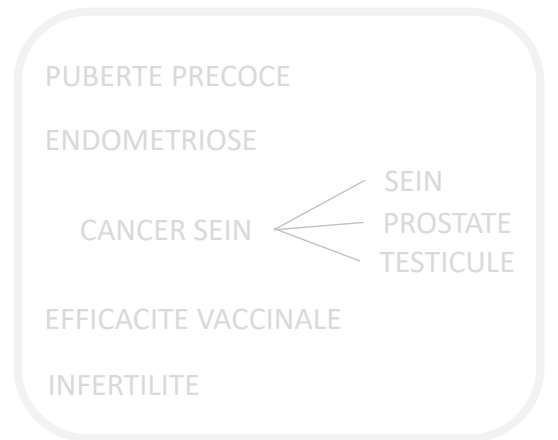 PUBERTE PRECOCE
ENDOMETRIOSE
SEIN
CANCER SEIN
PROSTATE
TESTICULE
EFFICACITE VACCINALE
INFERTILITE